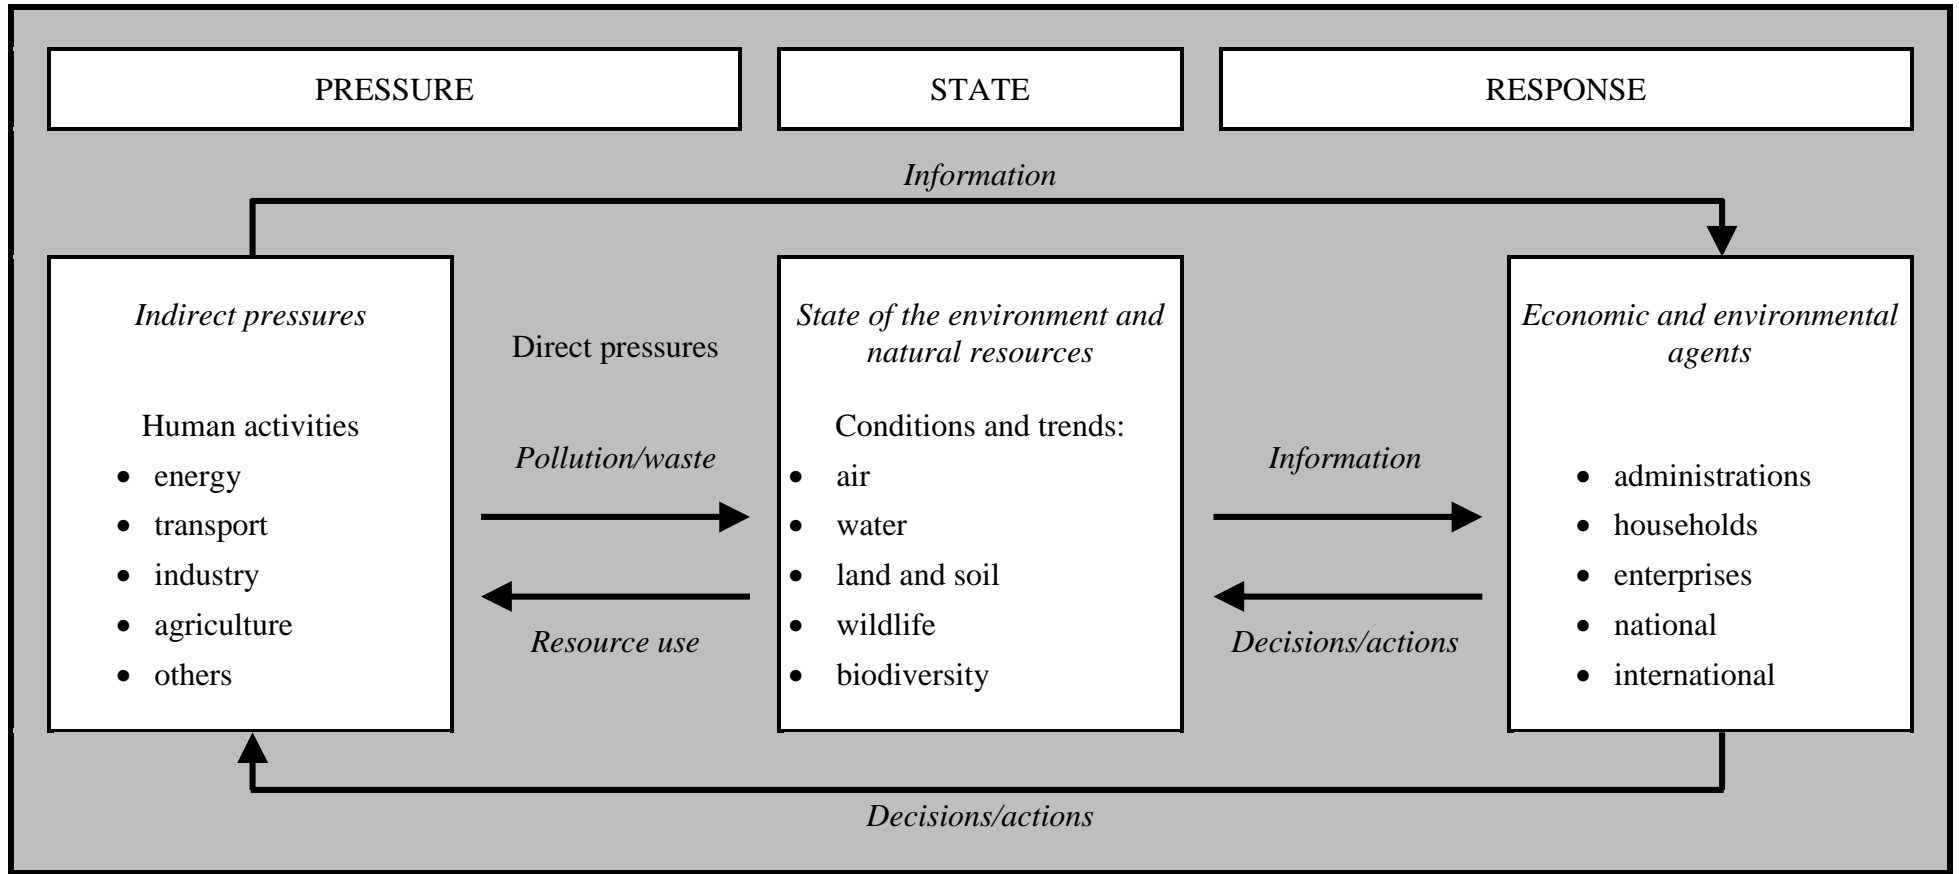 PRESSURE
STATE
RESPONSE
Information
Indirect pressures
Human activities
• energy
• transport
• industry
• agriculture
• others
Direct pressures
Pollution/waste
Resource use
State of the environment and
natural resources
Conditions and trends:
• air
• water
• land and soil
• wildlife
• biodiversity
Information
Decisions/actions
Economic and environmental
agents
• administrations
• households
• enterprises
• national
• international
Decisions/actions